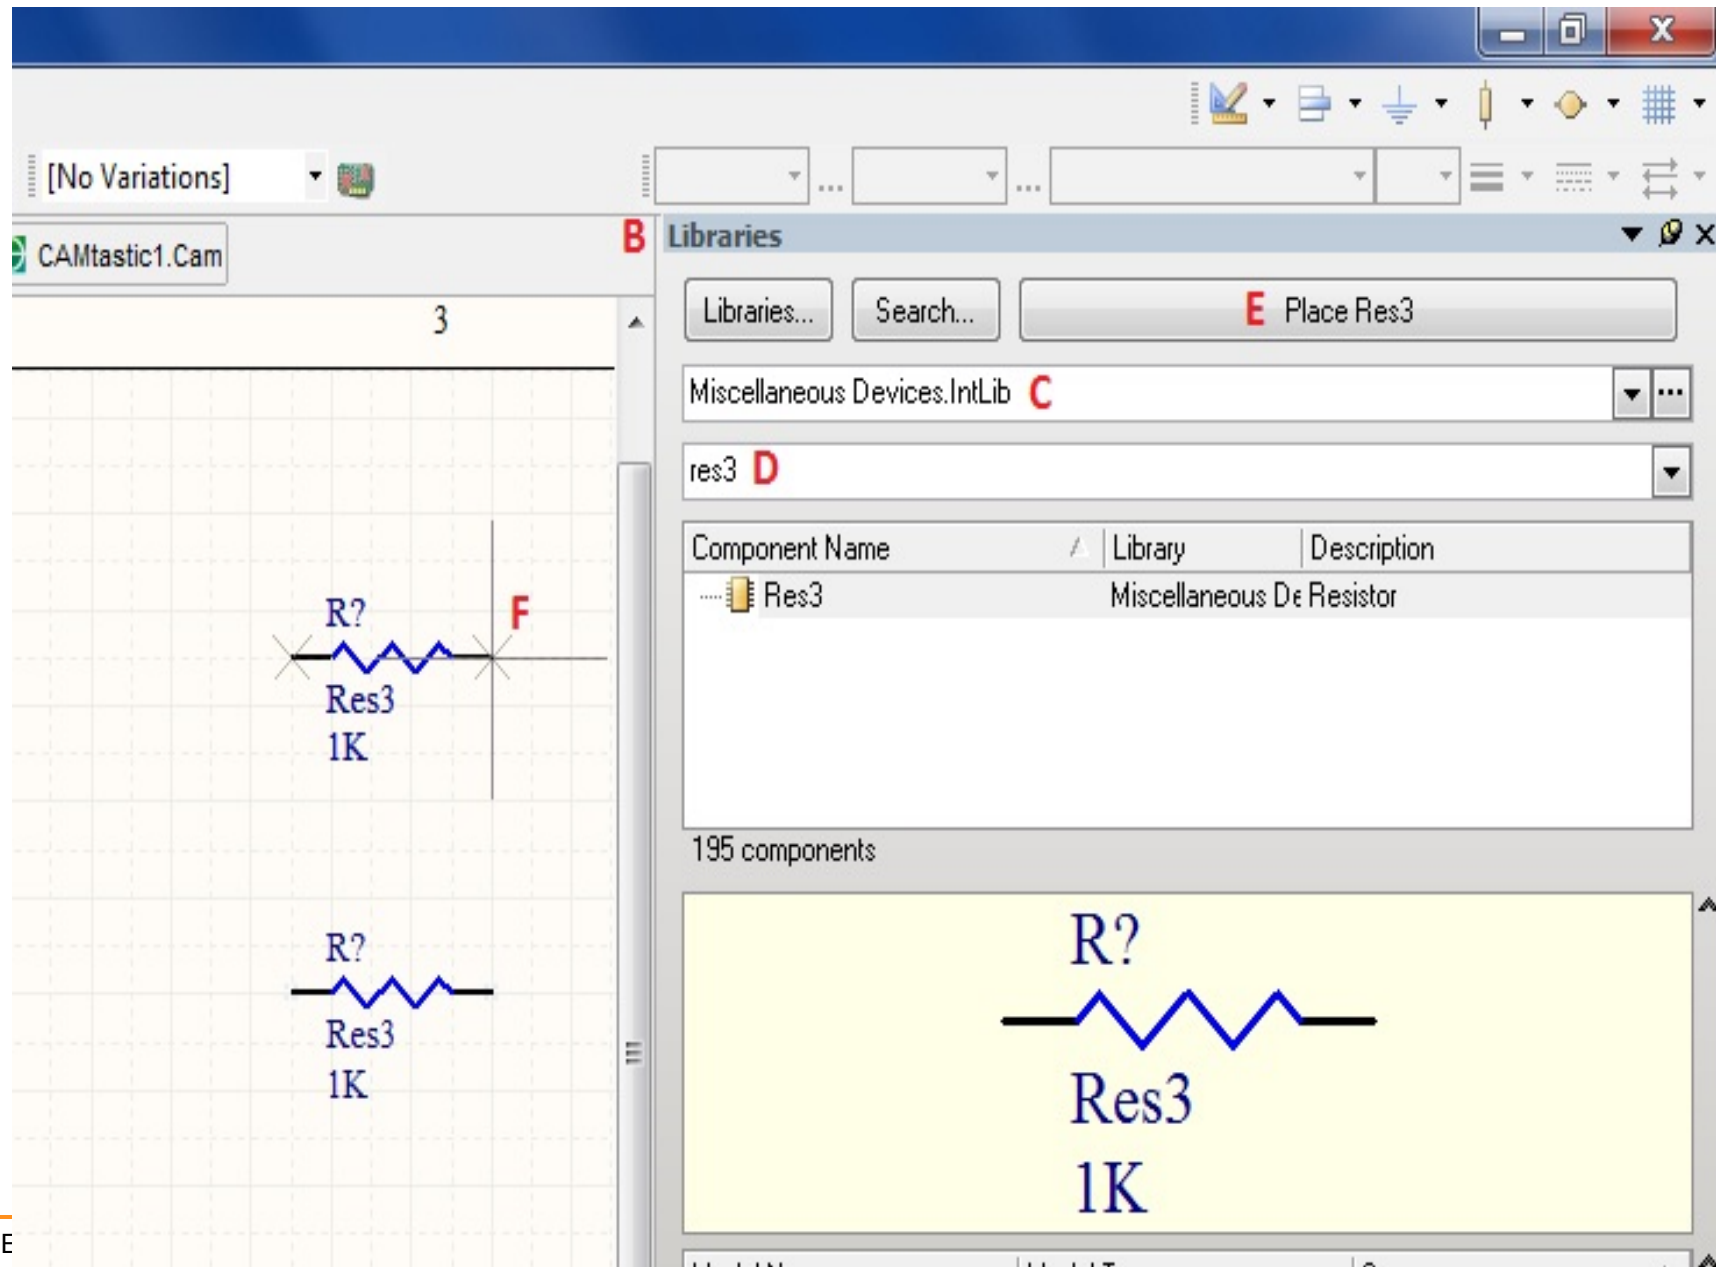 [No Variations]
CAMtastic1.Cam
B
Libraries
3
Libraries...
Search...
E Place Res3
Miscellaneous Devices.IntLib C
res3 D
Component Name
Library
Description
Res3
Miscellaneous De
Resistor
R?
F
Res3
1K
195 components
R?
Res3
1K
R?
Res3
1K
E